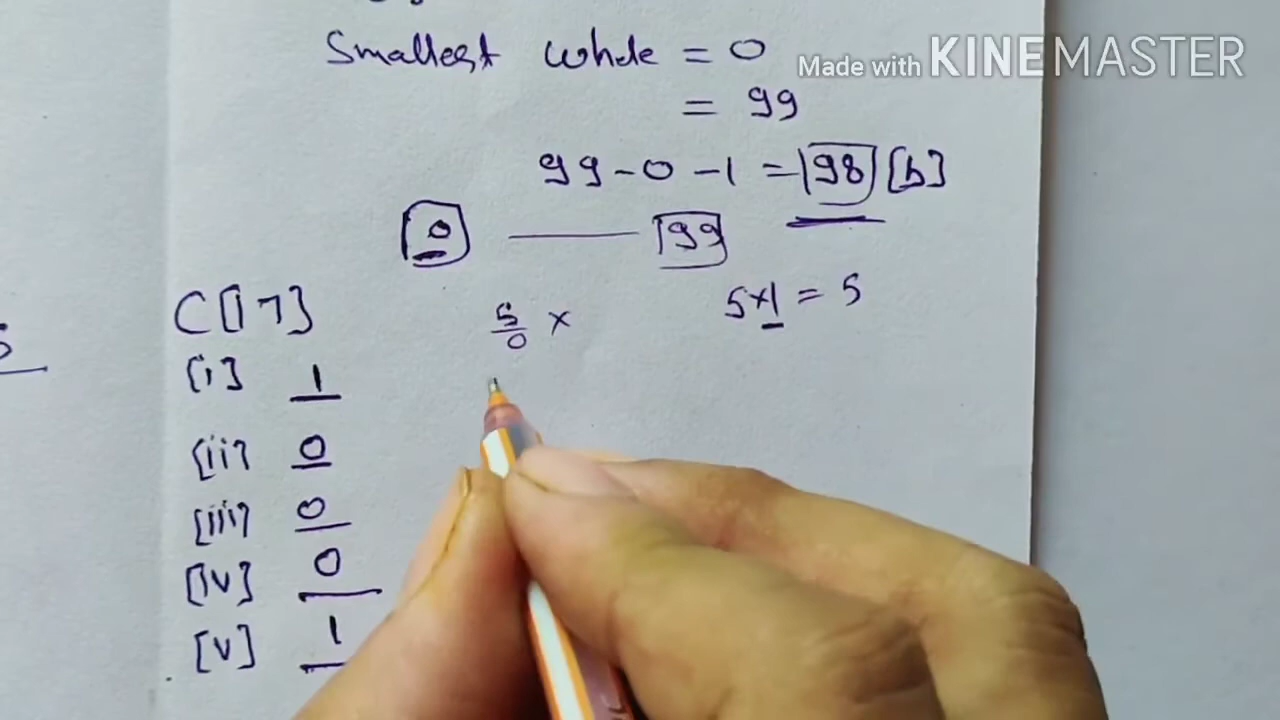 Smallest whole = 0
Made with KINEMASTER
= 99
99 - 0 - 1 = 98 [b]
0 99
C[17]
5/0 ×
5×1 = 5
[i] 1
[ii] 0
[iii] 0
[iv] 0
[v] 1